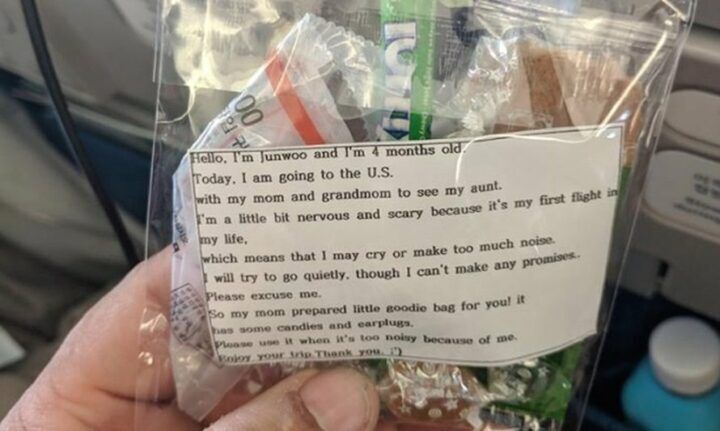 Hello, I'm Junwoo and I'm 4 months old.
Today, I am going to the U.S.
with my mom and grandmom to see my aunt.
I'm a little bit nervous and scary because it's my first flight in
my life,
which means that I may cry or make too much noise.
I will try to go quietly, though I can't make any promises..
Please excuse me.
So my mom prepared little goodie bag for you! it
has some candies and earplugs.
Please use it when it's too noisy because of me.
Enjoy your trip.Thank you. :")
00